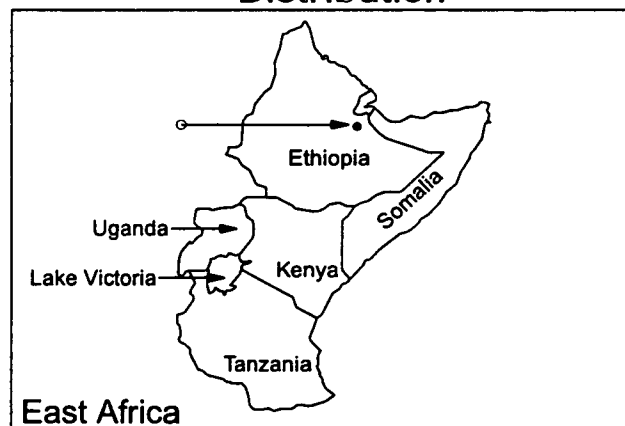 Distribution
Ethiopia
Somalia
Uganda
Lake Victoria
Kenya
Tanzania
East Africa